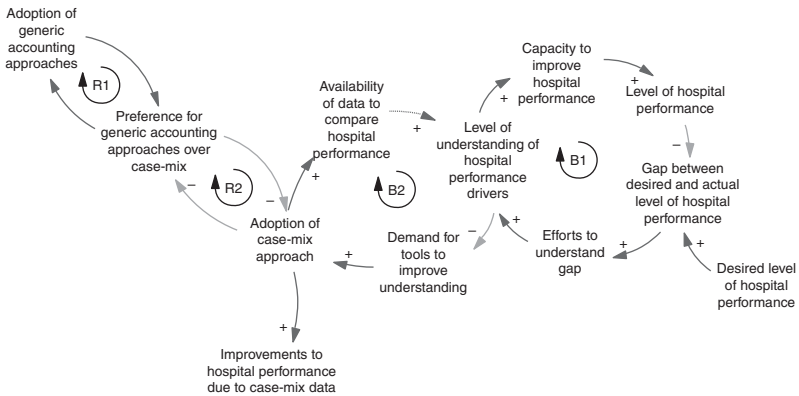 Adoption of
generic
accounting
approaches
R1
Preference for
generic accounting
approaches over
case-mix
R2
–
–
Adoption of
case-mix
approach
+
Improvements to
hospital performance
due to case-mix data
+
Availability
of data to
compare
hospital
performance
+
B2
+
Demand for
tools to
improve
understanding
–
Level of
understanding of
hospital
performance
drivers
+
Capacity to
improve
hospital
performance
+
B1
Level of hospital
performance
–
Gap between
desired and actual
level of hospital
performance
+
Efforts to
understand
gap
+
+
Desired level
of hospital
performance